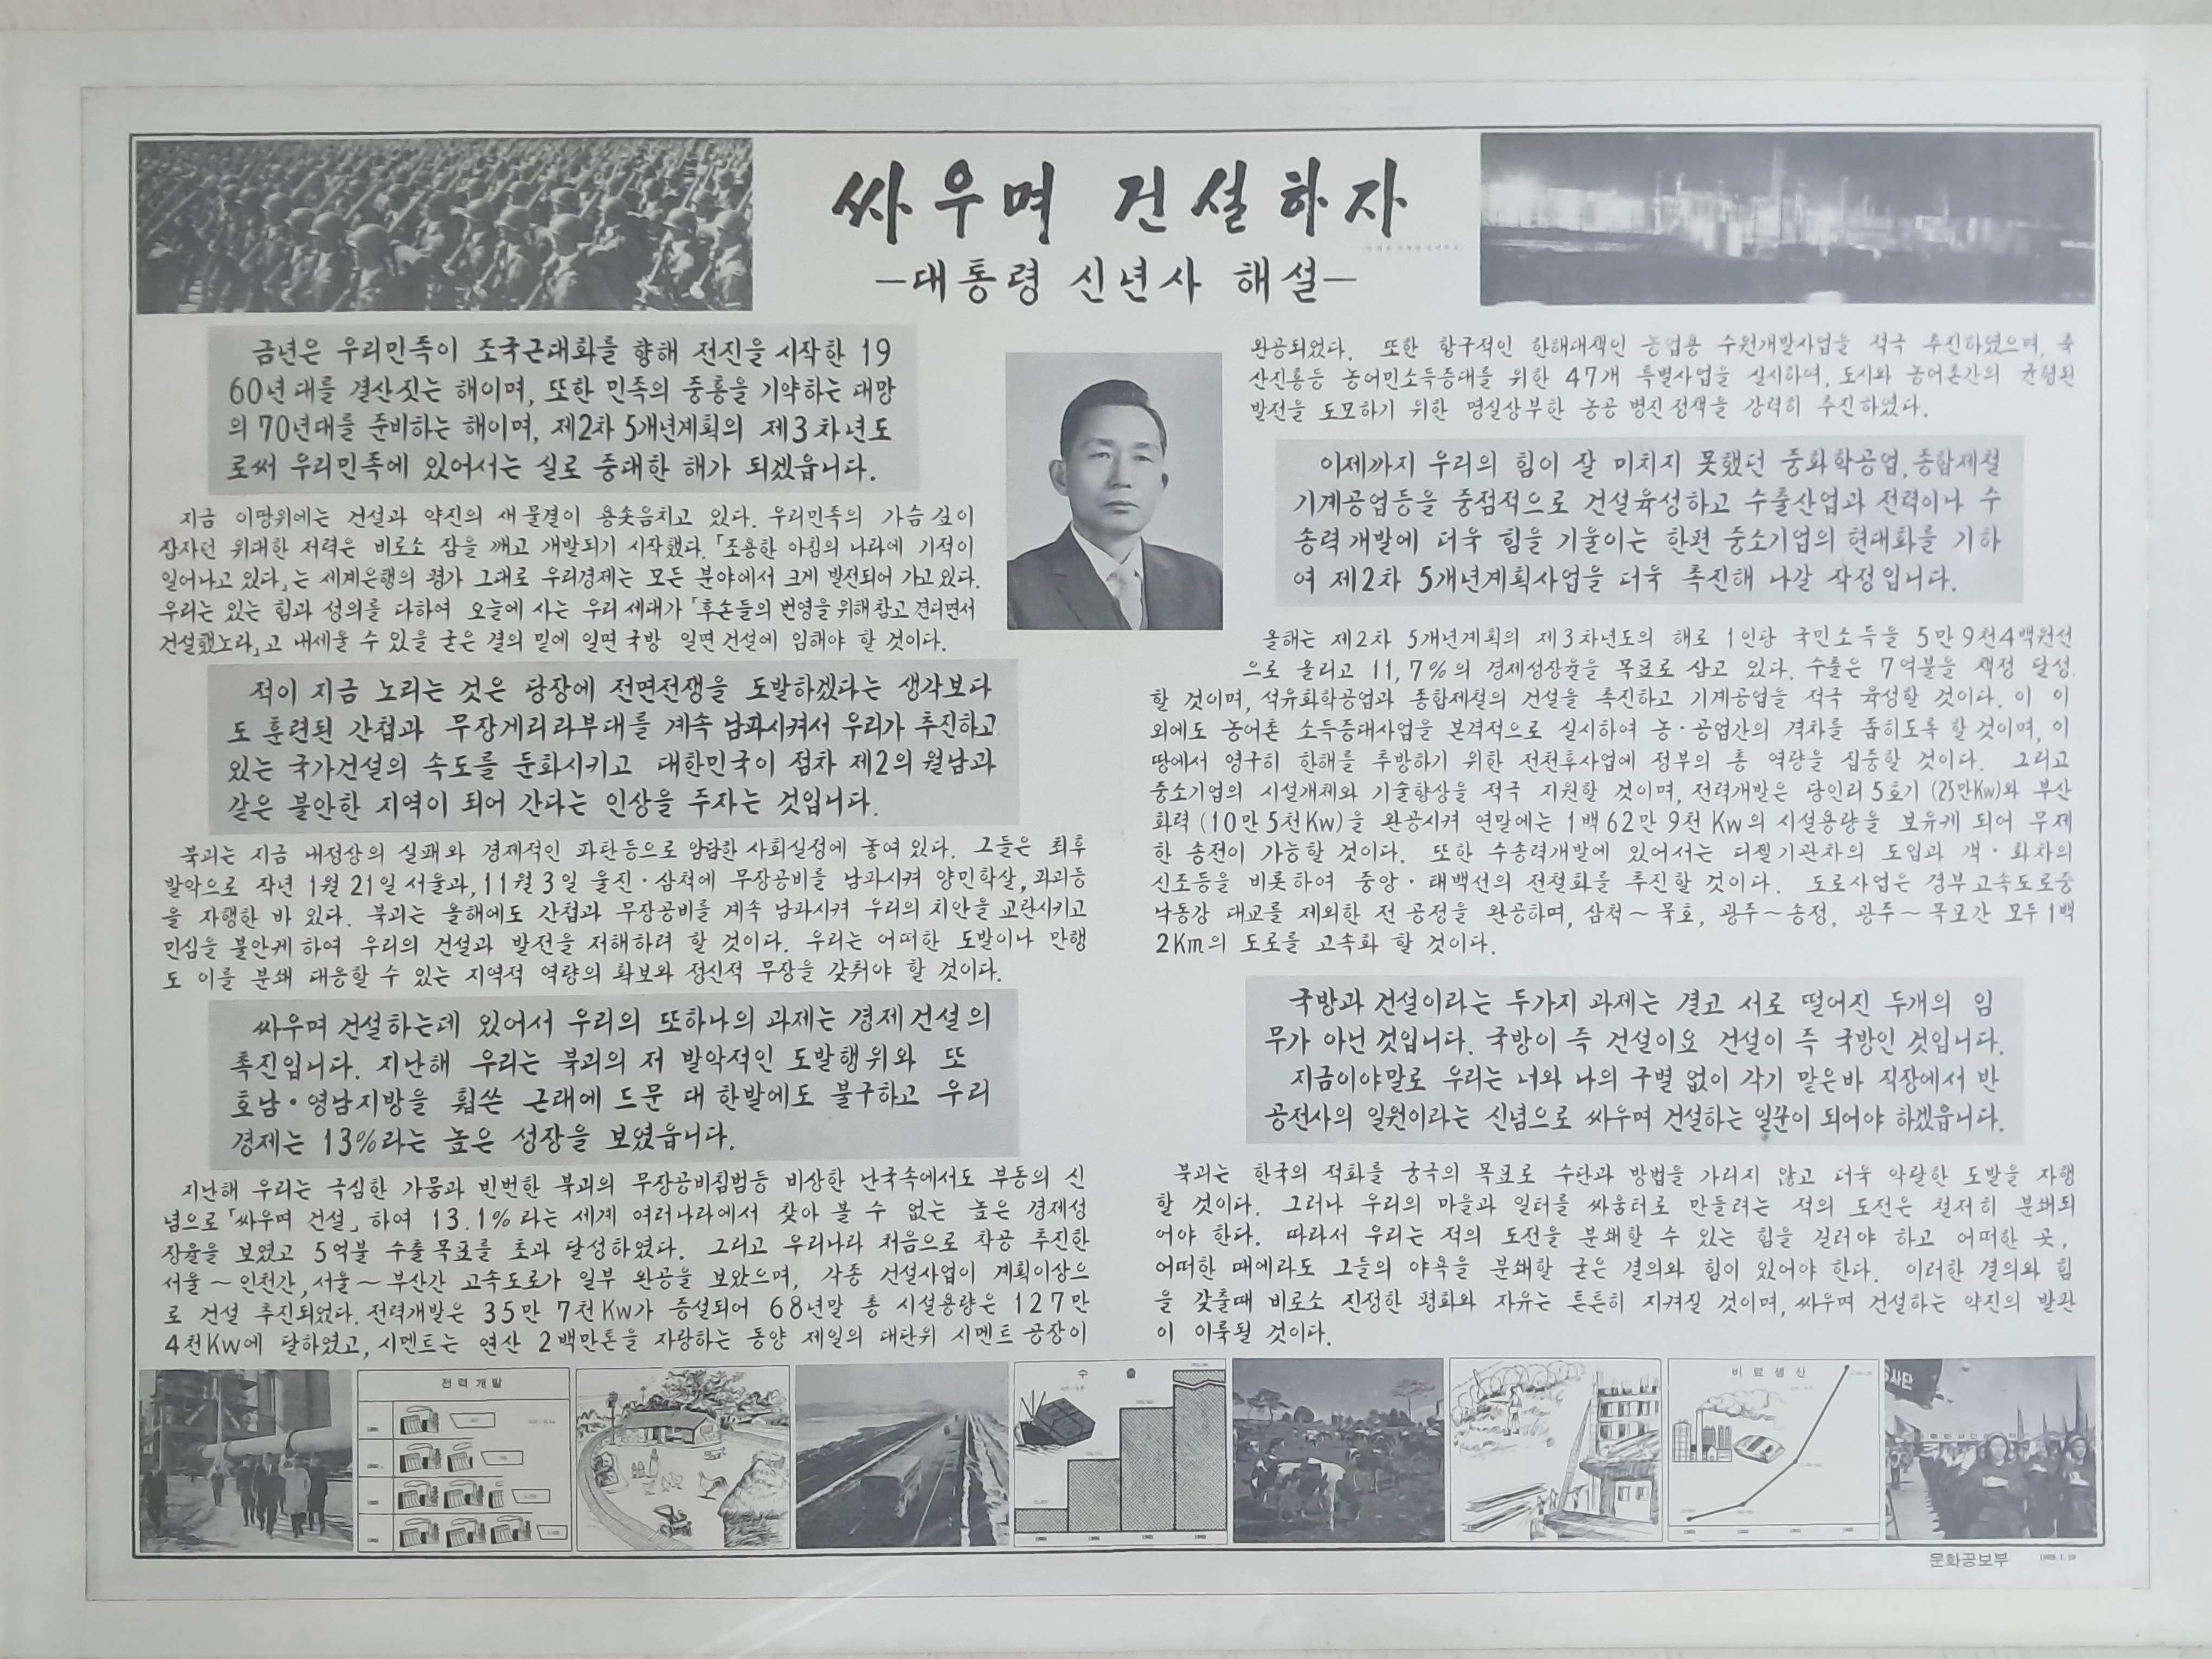 싸우며 건설하자
—대통령 신년사 해설—
금년은 우리민족이 조국근대화를 향해 전진을 시작한 19
60년대를 결산짓는 해이며, 또한 민족의 중흥을 기약하는 대망
의 70년대를 준비하는 해이며, 제2차 5개년계획의 제3차년도
로써 우리민족에 있어서는 실로 중대한 해가 되겠읍니다.
지금 이땅위에는 건설과 약진의 새물결이 용솟음치고 있다. 우리민족의 가슴 깊이
잠자던 위대한 저력은 비로소 잠을 깨고 개발되기 시작했다.「조용한 아침의 나라에 기적이
일어나고 있다」는 세계은행의 평가 그대로 우리경제는 모든 분야에서 크게 발전되어 가고 있다.
우리는 있는 힘과 성의를 다하여 오늘에 사는 우리 세대가「후손들의 번영을 위해 참고 견디면서
건설했노라」고 내세울 수 있을 굳은 결의 밑에 일면 국방 일면 건설에 임해야 할 것이다.
적이 지금 노리는 것은 당장에 전면전쟁을 도발하겠다는 생각보다
도 훈련된 간첩과 무장게리라부대를 계속 남파시켜서 우리가 추진하고
있는 국가건설의 속도를 둔화시키고 대한민국이 점차 제2의 월남과
같은 불안한 지역이 되어 간다는 인상을 주자는 것입니다.
북괴는 지금 내정상의 실패와 경제적인 파탄등으로 암담한 사회실정에 놓여 있다. 그들은 최후
발악으로 작년 1월 21일 서울과, 11월 3일 울진·삼척에 무장공비를 남파시켜 양민학살, 파괴등
을 자행한 바 있다. 북괴는 올해에도 간첩과 무장공비를 계속 남파시켜 우리의 치안을 교란시키고
민심을 불안케 하여 우리의 건설과 발전을 저해하려 할 것이다. 우리는 어떠한 도발이나 만행
도 이를 분쇄 대응할 수 있는 지역적 역량의 확보와 정신적 무장을 갖춰야 할 것이다.
싸우며 건설하는데 있어서 우리의 또하나의 과제는 경제건설의
촉진입니다. 지난해 우리는 북괴의 저 발악적인 도발행위와 또
호남·영남지방을 휩쓴 근래에 드문 대 한발에도 불구하고 우리
경제는 13%라는 높은 성장을 보였읍니다.
지난해 우리는 극심한 가뭄과 빈번한 북괴의 무장공비침범등 비상한 난국속에서도 부동의 신
념으로「싸우며 건설」하여 13.1%라는 세계 여러나라에서 찾아 볼 수 없는 높은 경제성
장율을 보였고 5억불 수출목표를 초과 달성하였다. 그리고 우리나라 처음으로 착공 추진한
서울~인천간, 서울~부산간 고속도로가 일부 완공을 보았으며, 각종 건설사업이 계획이상으
로 건설 추진되었다. 전력개발은 35만 7천Kw가 증설되어 68년말 총 시설용량은 127만
4천Kw에 달하였고, 시멘트는 연산 2백만톤을 자랑하는 동양 제일의 대단위 시멘트 공장이
완공되었다. 또한 항구적인 한해대책인 농업용 수원개발사업을 적극 추진하였으며, 축
산진흥등 농어민소득증대를 위한 47개 특별사업을 실시하여, 도시와 농어촌간의 균형된
발전을 도모하기 위한 명실상부한 농공 병진정책을 강력히 추진하였다.
이제까지 우리의 힘이 잘 미치지 못했던 중화학공업, 종합제철
기계공업등을 중점적으로 건설육성하고 수출산업과 전력이나 수
송력 개발에 더욱 힘을 기울이는 한편 중소기업의 현대화를 기하
여 제2차 5개년계획사업을 더욱 촉진해 나갈 작정입니다.
올해는 제2차 5개년계획의 제3차년도의 해로 1인당 국민소득을 5만9천4백원선
으로 올리고 11,7%의 경제성장율을 목표로 삼고 있다. 수출은 7억불을 책정 달성
할 것이며, 석유화학공업과 종합제철의 건설을 촉진하고 기계공업을 적극 육성할 것이다. 이 이
외에도 농어촌 소득증대사업을 본격적으로 실시하여 농·공업간의 격차를 좁히도록 할 것이며, 이
땅에서 영구히 한해를 추방하기 위한 전천후사업에 정부의 총 역량을 집중할 것이다. 그리고
중소기업의 시설개체와 기술향상을 적극 지원할 것이며, 전력개발은 당인리5호기 (25만Kw)와 부산
화력 (10만 5천Kw)을 완공시켜 연말에는 1백62만 9천 Kw의 시설용량을 보유케 되어 무제
한 송전이 가능할 것이다. 또한 수송력개발에 있어서는 디젤기관차의 도입과 객·화차의
신조등을 비롯하여 중앙·태백선의 전철화를 추진할 것이다. 도로사업은 경부고속도로중
낙동강 대교를 제외한 전 공정을 완공하며, 삼척~묵호, 광주~송정, 광주~목포간 모두 1백
2Km의 도로를 고속화 할 것이다.
국방과 건설이라는 두가지 과제는 결코 서로 떨어진 두개의 임
무가 아닌 것입니다. 국방이 즉 건설이요 건설이 즉 국방인 것입니다.
지금이야말로 우리는 너와 나의 구별 없이 각기 맡은바 직장에서 반
공전사의 일원이라는 신념으로 싸우며 건설하는 일꾼이 되어야 하겠읍니다.
북괴는 한국의 적화를 궁극의 목표로 수단과 방법을 가리지 않고 더욱 악랄한 도발을 자행
할 것이다. 그러나 우리의 마을과 일터를 싸움터로 만들려는 적의 도전은 철저히 분쇄되
어야 한다. 따라서 우리는 적의 도전을 분쇄할 수 있는 힘을 길러야 하고 어떠한 곳,
어떠한 때에라도 그들의 야욕을 분쇄할 굳은 결의와 힘이 있어야 한다. 이러한 결의와 힘
을 갖출때 비로소 진정한 평화와 자유는 튼튼히 지켜질 것이며, 싸우며 건설하는 약진의 발판
이 이룩될 것이다.
전력개발
수출
비료생산
문화공보부